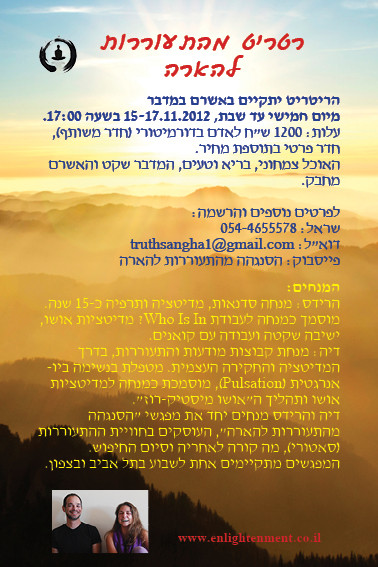 רטריט מהתעוררות
להארה
הריטריט יתקיים באשרם במדבר
מיום חמישי עד שבת, 15-17.11.2012 בשעה 17:00.
עלות: 1200 ש״ח לאדם בדורמיטורי (חדר משותף),
חדר פרטי בתוספת מחיר.
האוכל צמחוני, בריא וטעים, המדבר שקט והאשרם
מחבק.
לפרטים נוספים והרשמה:
שראל: 054-4655578
דוא״ל: truthsangha1@gmail.com
פייסבוק: הסנגהה מהתעוררות להארה
המנחים:
הרידס: מנחה סדנאות, מדיטציה ותרפיה כ-15 שנה.
מוסמך כמנחה לעבודת Who Is In? מדיטציות אושו,
ישיבה שקטה ועבודה עם קואנים.
דיה: מנחת קבוצות מודעות והתעוררות, בדרך
המדיטציה והחקירה העצמית. מטפלת בנשימה ביו-
אנרגטית (Pulsation), מוסמכת כמנחה למדיטציות
אושו ותהליך ה״אושו מיסטיק-רוז״.
דיה והרידס מנחים יחד את מפגשי ״הסנגהה
מהתעוררות להארה״, העוסקים בחוויית ההתעוררות
(סאטורי), מה קורה לאחריה וסיום החיפוש.
המפגשים מתקיימים אחת לשבוע בתל אביב ובצפון.
www.enlightenment.co.il